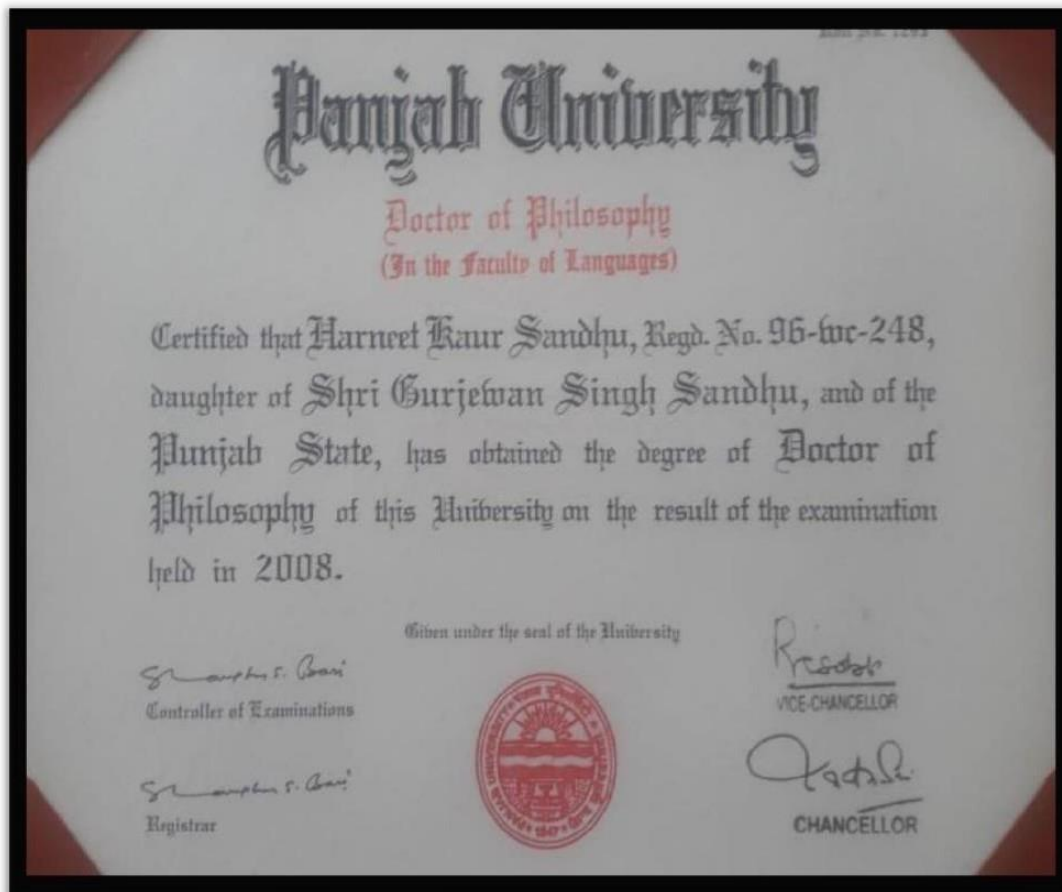 Panjab University
Doctor of Philosophy
(In the Faculty of Languages)
Certified that Harneet Kaur Sandhu, Regd. No. 96-wc-248,
daughter of Shri Gurjewan Singh Sandhu, and of the
Punjab State, has obtained the degree of Doctor of
Philosophy of this University on the result of the examination
held in 2008.
Given under the seal of the University
Controller of Examinations
VICE-CHANCELLOR
Registrar
CHANCELLOR